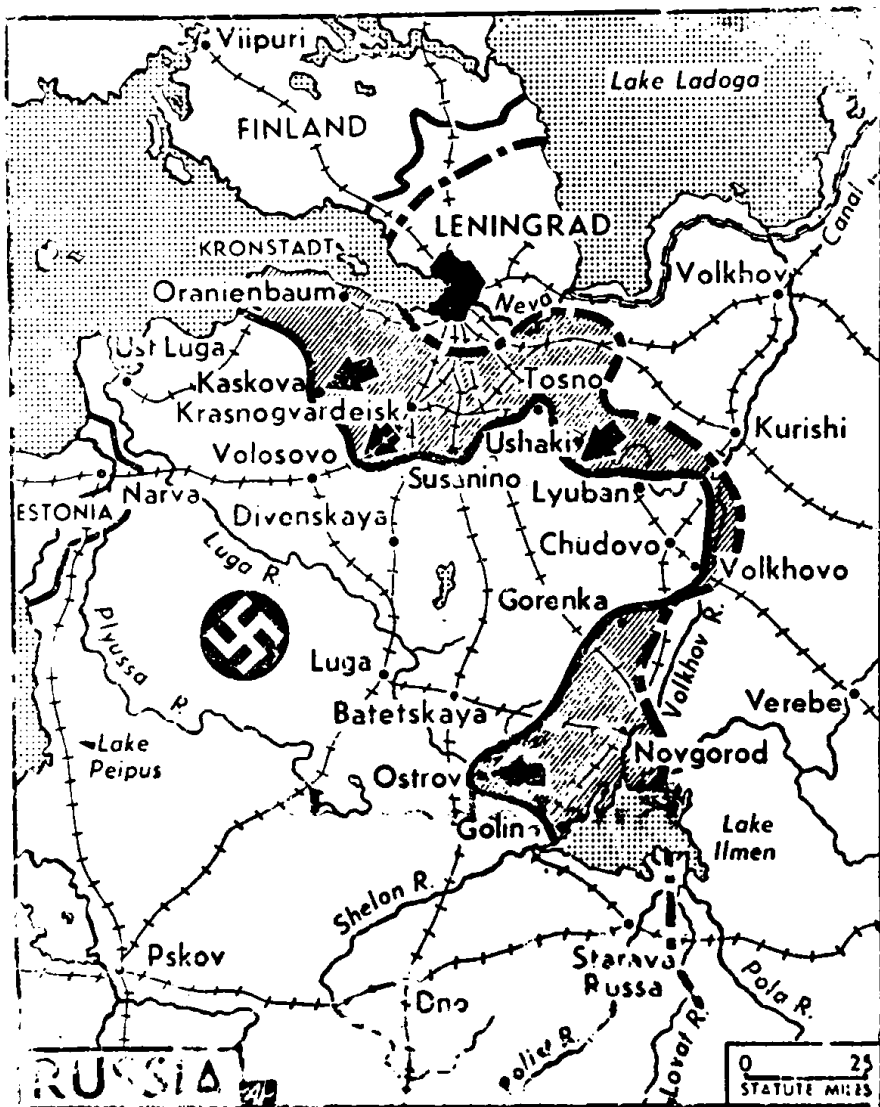 Viipuri
Lake Ladoga
FINLAND
LENINGRAD
Canal
KRONSTADT
Volkhov
Oranienbaum
Neva
Ust Luga
Kaskova
Tosno
Krasnogvardeisk
Kurishi
Ushaki
Volosovo
Susanino
Narva
Lyuban
ESTONIA
Divenskaya
Chudovo
Luga R.
Volkhovo
Gorenka
Plyussa R.
Volkhov R.
Luga
Verebe
Batetskaya
Novgorod
Lake Peipus
Ostrov
Golino
Lake Ilmen
Shelon R.
Pskov
Starava Russa
Pola R.
Dno
Polist R.
Lovat R.
RUSSIA
0 25
STATUTE MILES